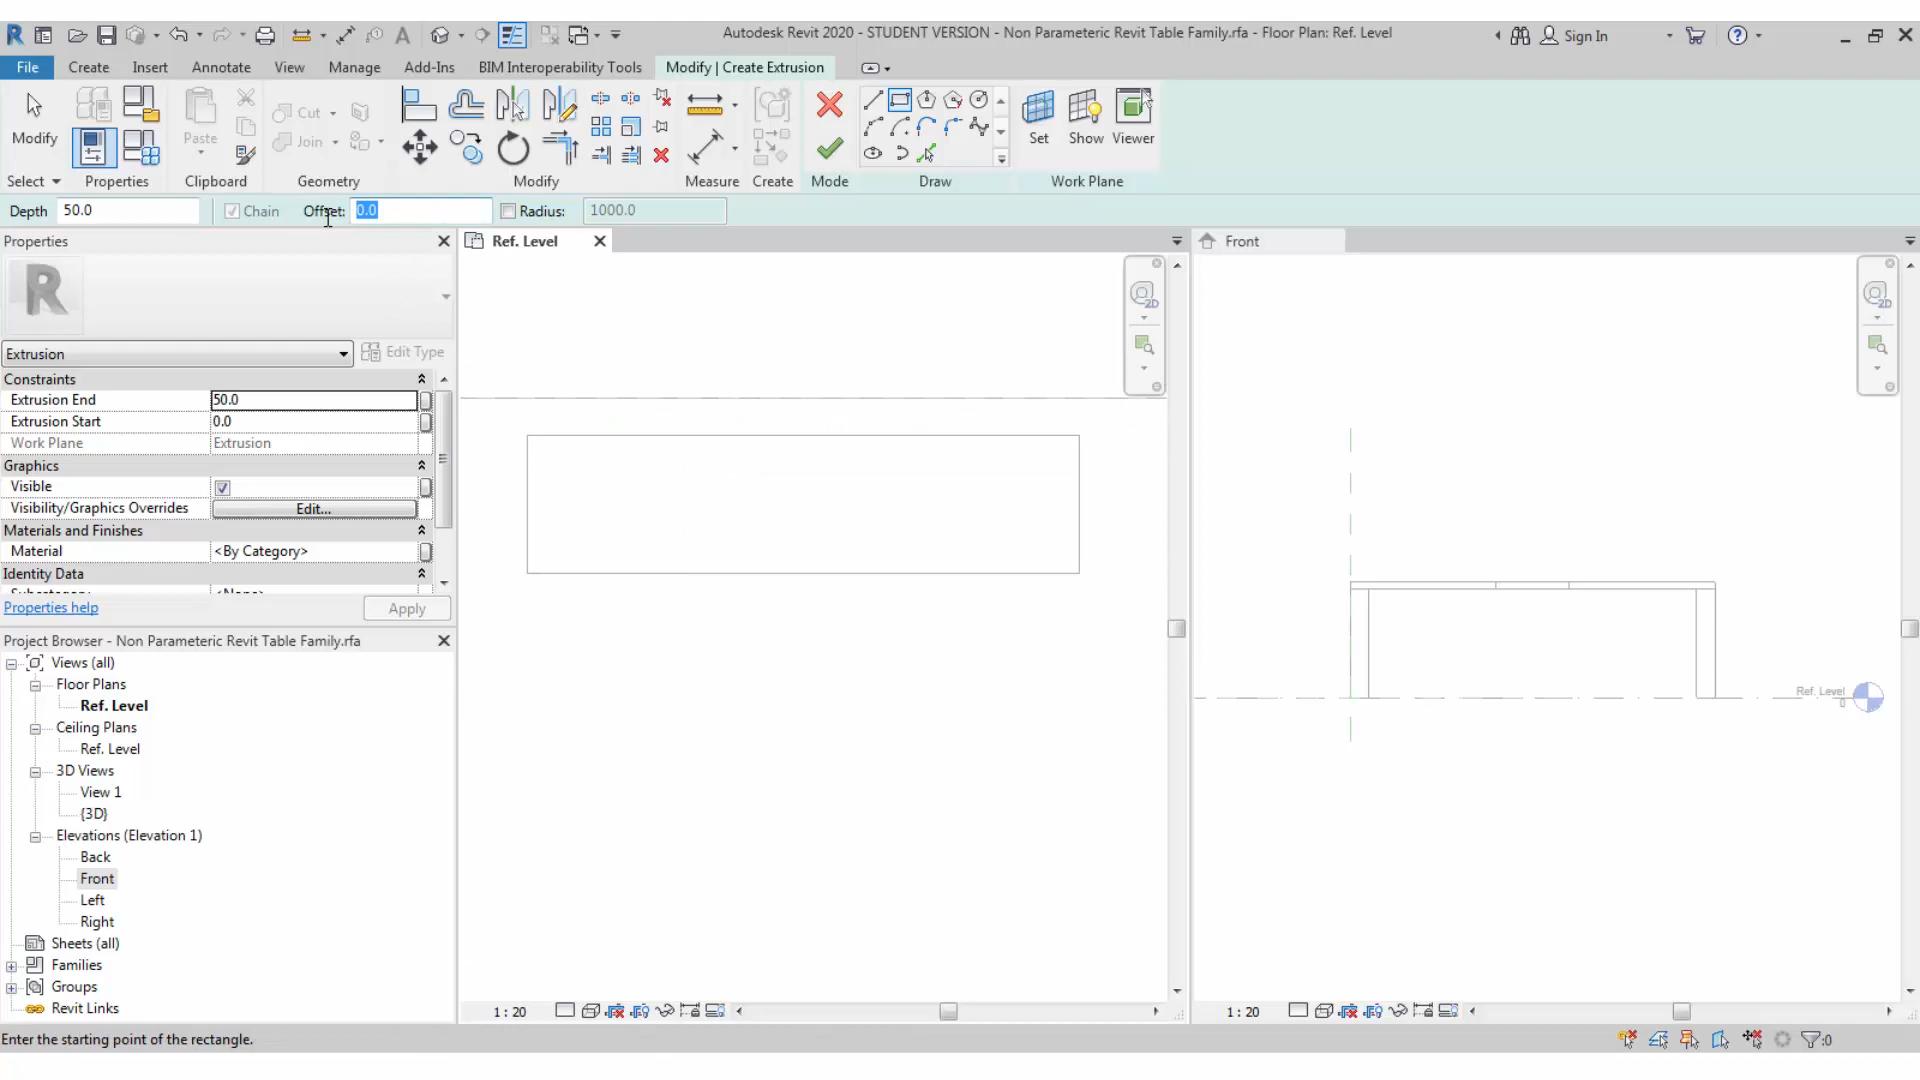 Autodesk Revit 2020 - STUDENT VERSION - Non Parameteric Revit Table Family.rfa - Floor Plan: Ref. Level
Sign In
File Create Insert Annotate View Manage Add-Ins BIM Interoperability Tools Modify | Create Extrusion
Modify
Paste
Cut
Join
Set Show Viewer
Select Properties Clipboard Geometry Modify Measure Create Mode Draw Work Plane
Depth 50.0 Chain Offset: 0.0 Radius: 1000.0
Properties
Ref. Level
Front
2D
2D
Extrusion
Edit Type
Constraints
Extrusion End 50.0
Extrusion Start 0.0
Work Plane Extrusion
Graphics
Visible
Visibility/Graphics Overrides Edit...
Materials and Finishes
Material <By Category>
Identity Data
Properties help
Apply
Project Browser - Non Parameteric Revit Table Family.rfa
Views (all)
Floor Plans
Ref. Level
Ceiling Plans
Ref. Level
3D Views
View 1
{3D}
Elevations (Elevation 1)
Back
Front
Left
Right
Sheets (all)
Families
Groups
Revit Links
Ref. Level
0
1 : 20
1 : 20
Enter the starting point of the rectangle.
:0